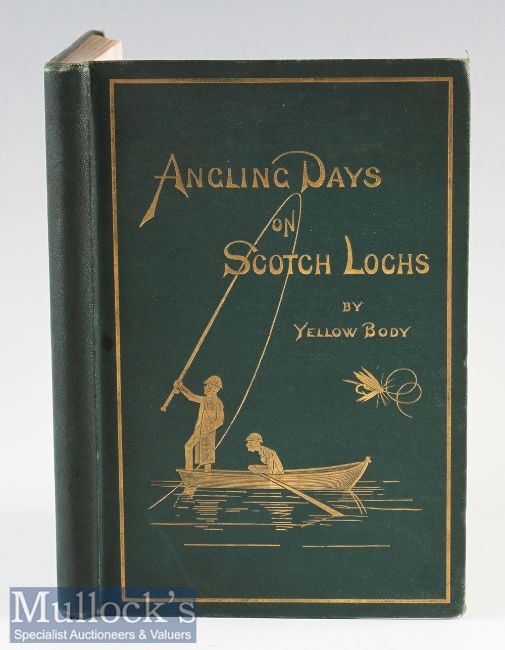 ANGLING DAYS
ON
SCOTCH LOCHS
BY
YELLOW BODY
Mullock's
Specialist Auctioneers & Valuers